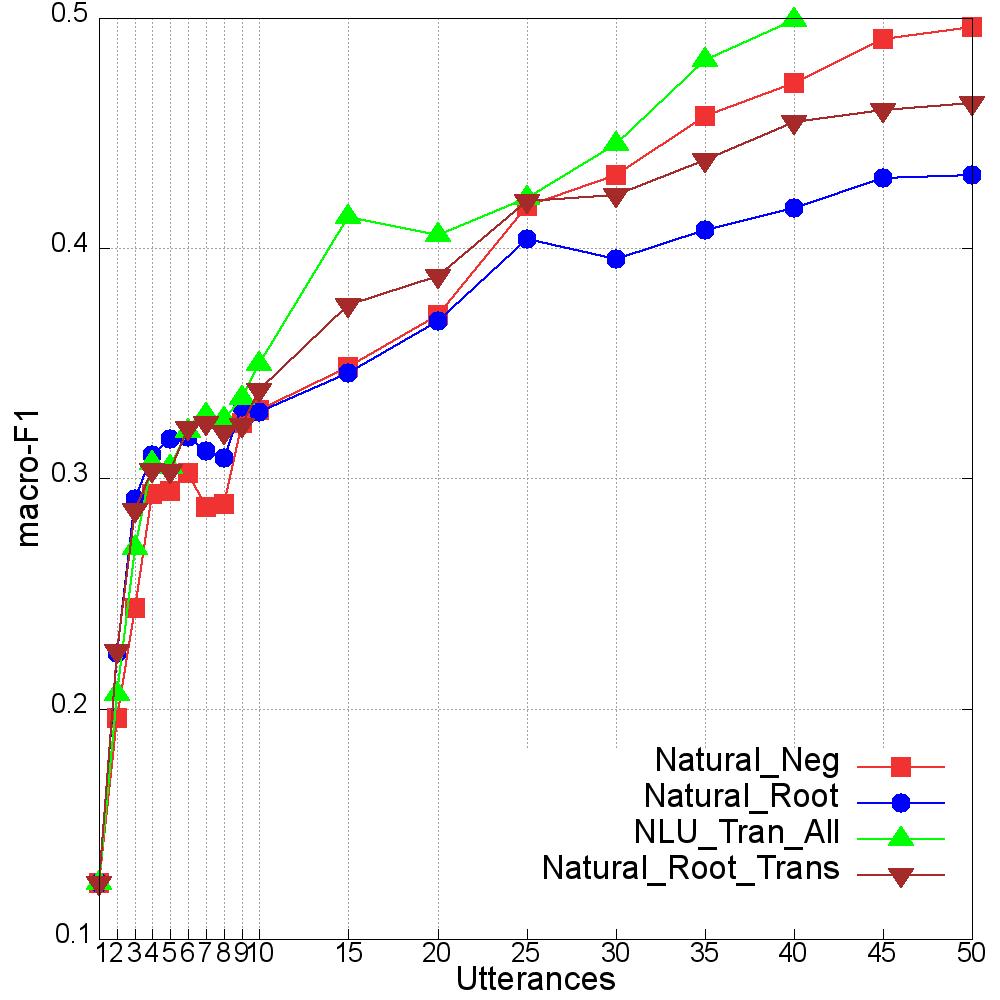 0.5
0.4
0.3
0.2
0.1
macro-F1
1 2 3 4 5 6 7 8 9 10 15 20 25 30 35 40 45 50
Utterances
Natural_Neg
Natural_Root
NLU_Tran_All
Natural_Root_Trans